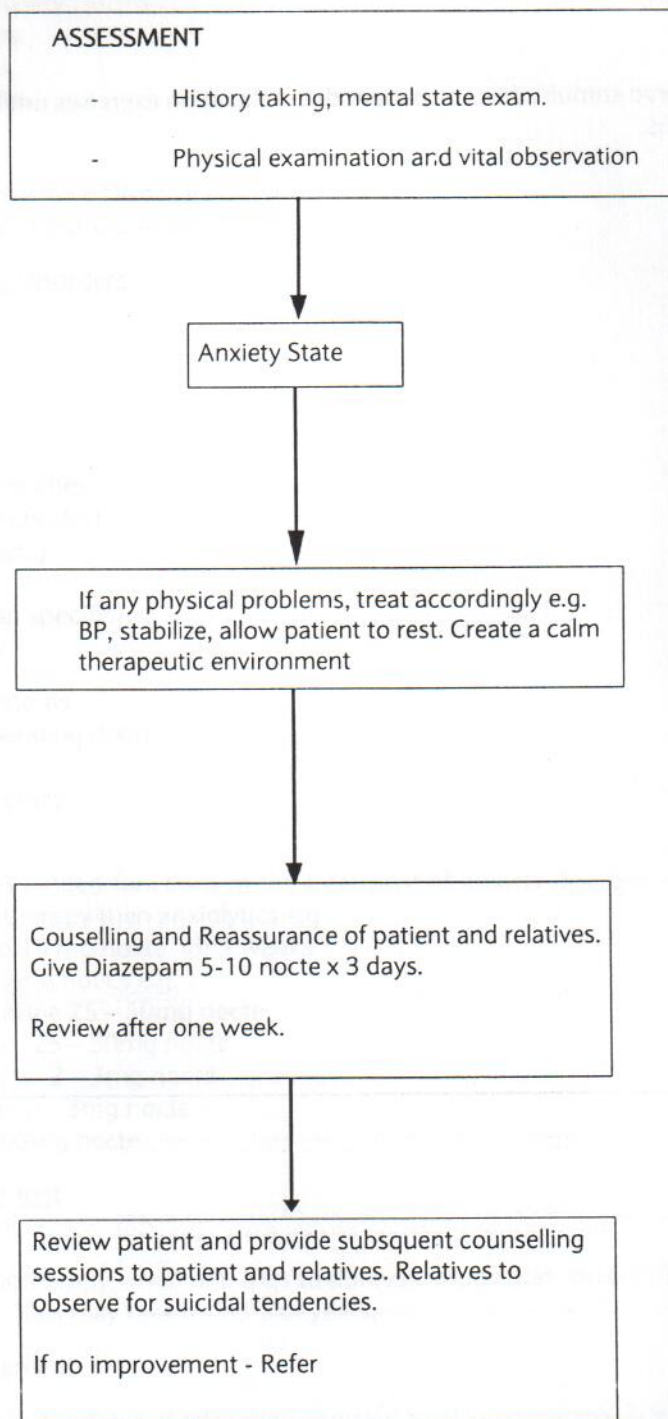 ASSESSMENT
- History taking, mental state exam.
- Physical examination and vital observation
Anxiety State
If any physical problems, treat accordingly e.g.
BP, stabilize, allow patient to rest. Create a calm
therapeutic environment
Couselling and Reassurance of patient and relatives.
Give Diazepam 5-10 nocte x 3 days.
Review after one week.
Review patient and provide subsquent counselling
sessions to patient and relatives. Relatives to
observe for suicidal tendencies.
If no improvement - Refer